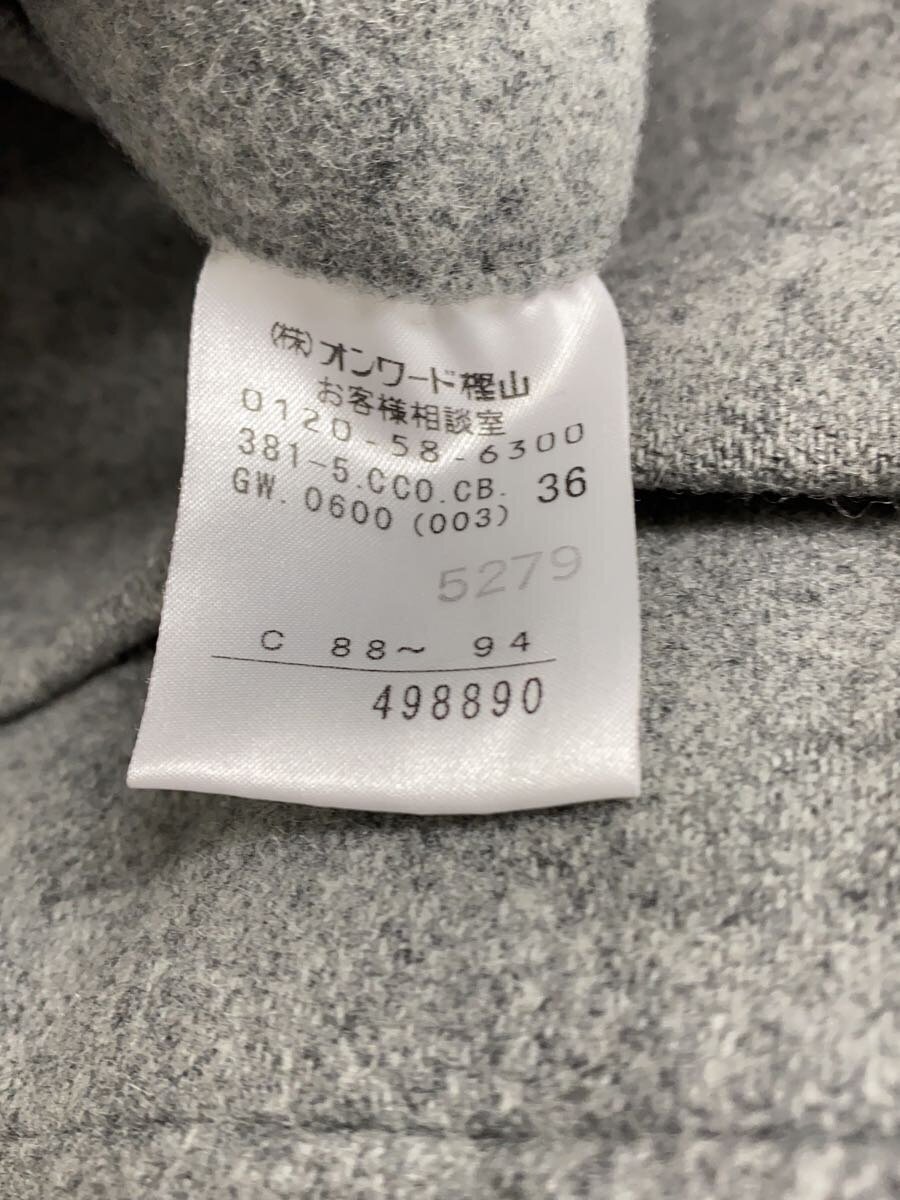 (株)オンワード樫山
お客様相談室
0120-58-6300
381-5.CCO.CB. 36
GW. 0600 (003)
5279
C 88~ 94
498890